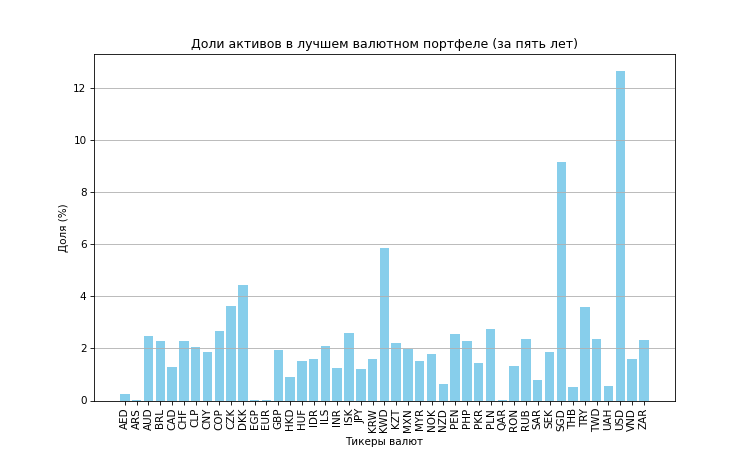 Доли активов в лучшем валютном портфеле (за пять лет)
Доля (%)
12
10
8
6
4
2
0
AED ARS AUD BRL CAD CHF CLP CNY COP CZK DKK EGP EUR GBP HKD HUF IDR ILS INR ISK JPY KRW KWD KZT MXN MYR NOK NZD PEN PHP PKR PLN QAR RON RUB SAR SEK SGD THB TRY TWD UAH USD VND ZAR
Тикеры валют